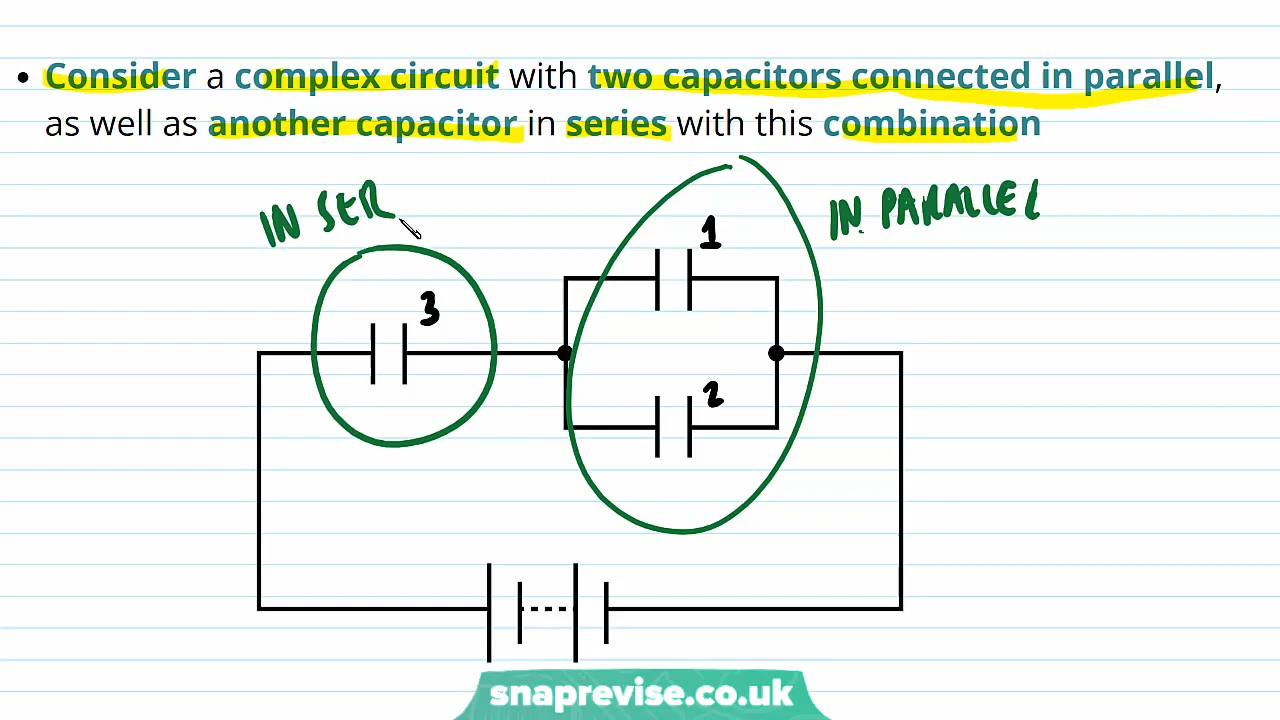 • Consider a complex circuit with two capacitors connected in parallel,
as well as another capacitor in series with this combination
IN SER
IN PARALLEL
1
3
2
snaprevise.co.uk